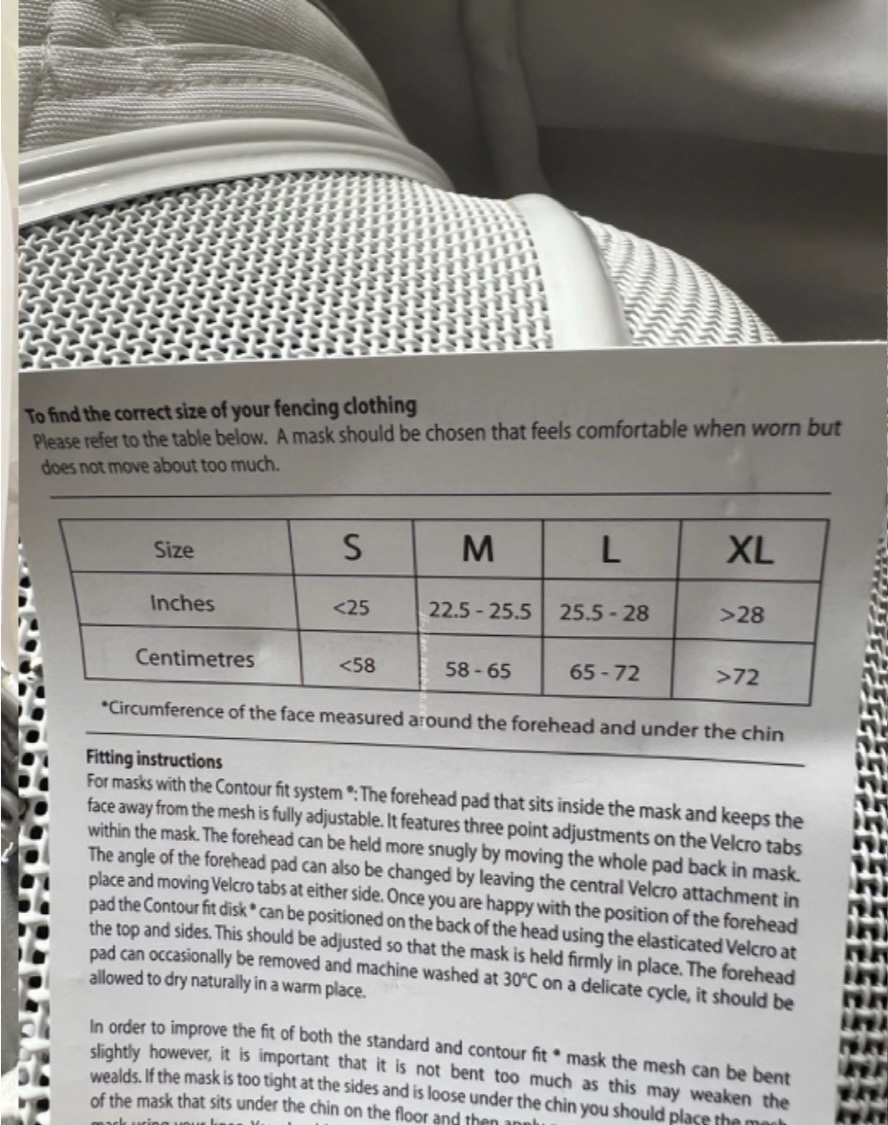 To find the correct size of your fencing clothing
Please refer to the table below. A mask should be chosen that feels comfortable when worn but
does not move about too much.
Size S M L XL
Inches <25 22.5 - 25.5 25.5 - 28 >28
Centimetres <58 58 - 65 65 - 72 >72
*Circumference of the face measured around the forehead and under the chin
Fitting instructions
For masks with the Contour fit system *: The forehead pad that sits inside the mask and keeps the
face away from the mesh is fully adjustable. It features three point adjustments on the Velcro tabs
within the mask. The forehead can be held more snugly by moving the whole pad back in mask.
The angle of the forehead pad can also be changed by leaving the central Velcro attachment in
place and moving Velcro tabs at either side. Once you are happy with the position of the forehead
pad the Contour fit disk * can be positioned on the back of the head using the elasticated Velcro at
the top and sides. This should be adjusted so that the mask is held firmly in place. The forehead
pad can occasionally be removed and machine washed at 30°C on a delicate cycle, it should be
allowed to dry naturally in a warm place.
In order to improve the fit of both the standard and contour fit * mask the mesh can be bent
slightly however, it is important that it is not bent too much as this may weaken the
wealds. If the mask is too tight at the sides and is loose under the chin you should place the mesh
of the mask that sits under the chin on the floor and then